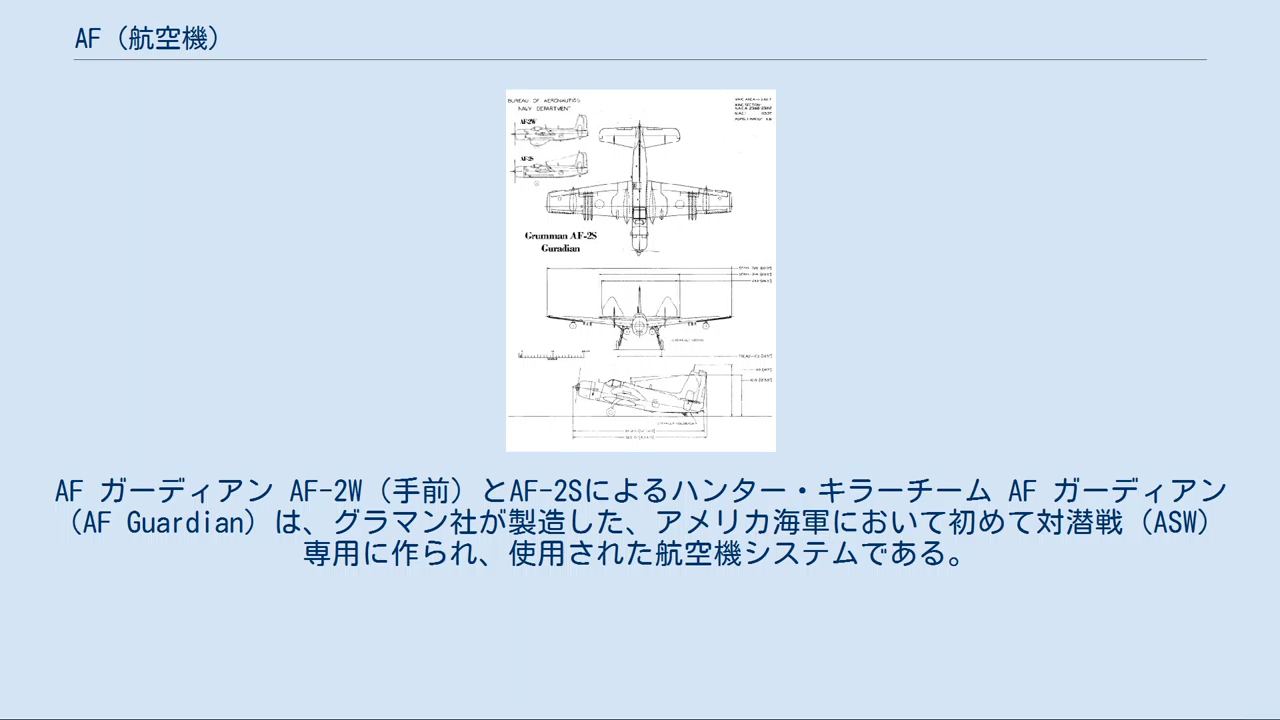 AF（航空機）
BUREAU OF AERONAUTICS
NAVY DEPARTMENT
AF-2W
AF-2S
Grumman AF-2S
Guradian
AF ガーディアン AF-2W（手前）とAF-2Sによるハンター・キラーチーム AF ガーディアン
（AF Guardian）は、グラマン社が製造した、アメリカ海軍において初めて対潜戦（ASW）
専用に作られ、使用された航空機システムである。